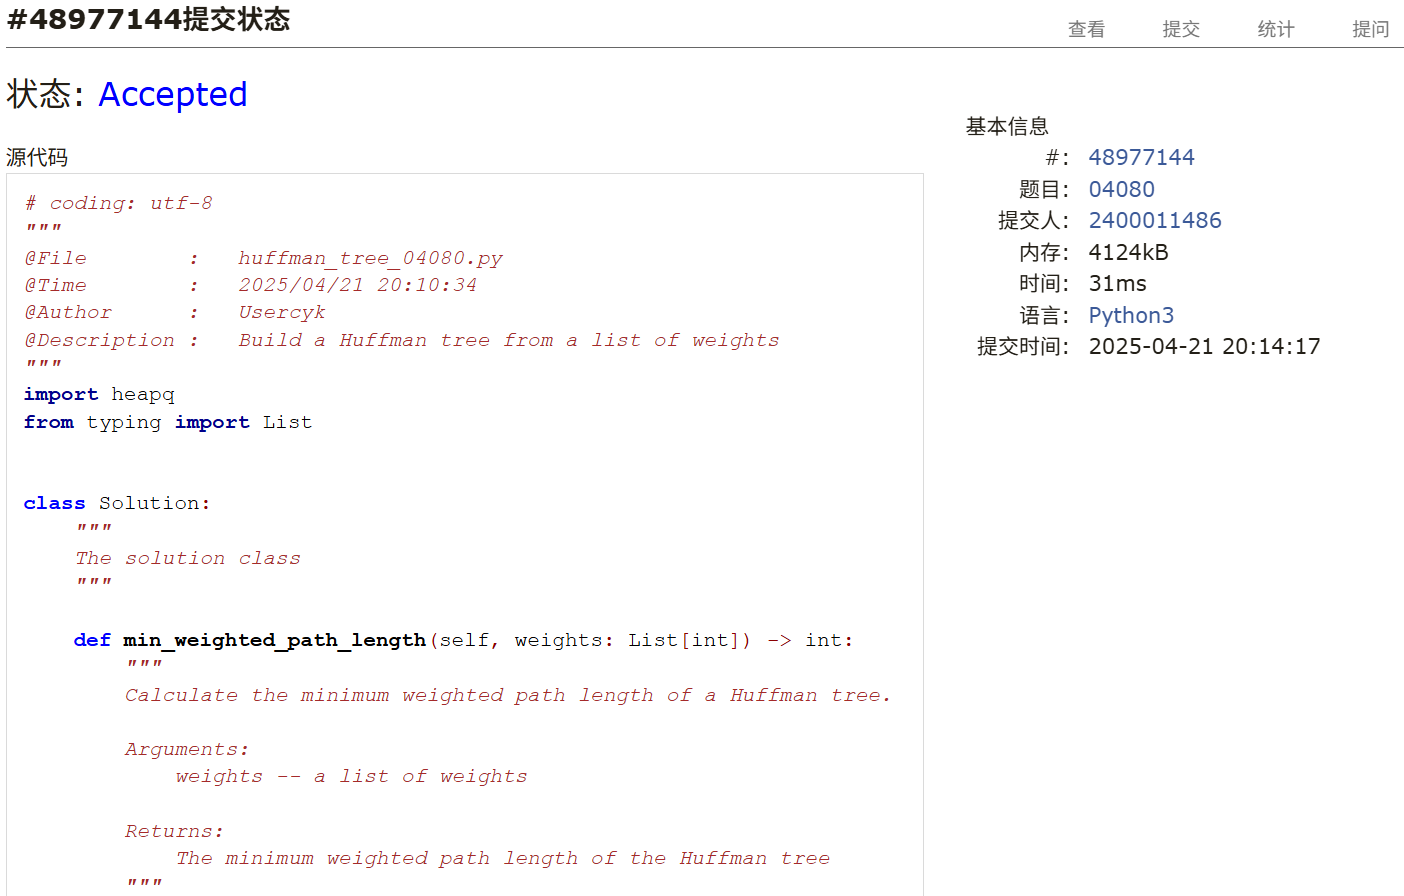 #48977144提交状态
查看 提交 统计 提问
状态: Accepted
源代码
# coding: utf-8
"""
@File : huffman_tree_04080.py
@Time : 2025/04/21 20:10:34
@Author : Usercyk
@Description : Build a Huffman tree from a list of weights
"""
import heapq
from typing import List
class Solution:
"""
The solution class
"""
def min_weighted_path_length(self, weights: List[int]) -> int:
"""
Calculate the minimum weighted path length of a Huffman tree.
Arguments:
weights -- a list of weights
Returns:
The minimum weighted path length of the Huffman tree
"""
基本信息
#: 48977144
题目: 04080
提交人: 2400011486
内存: 4124kB
时间: 31ms
语言: Python3
提交时间: 2025-04-21 20:14:17